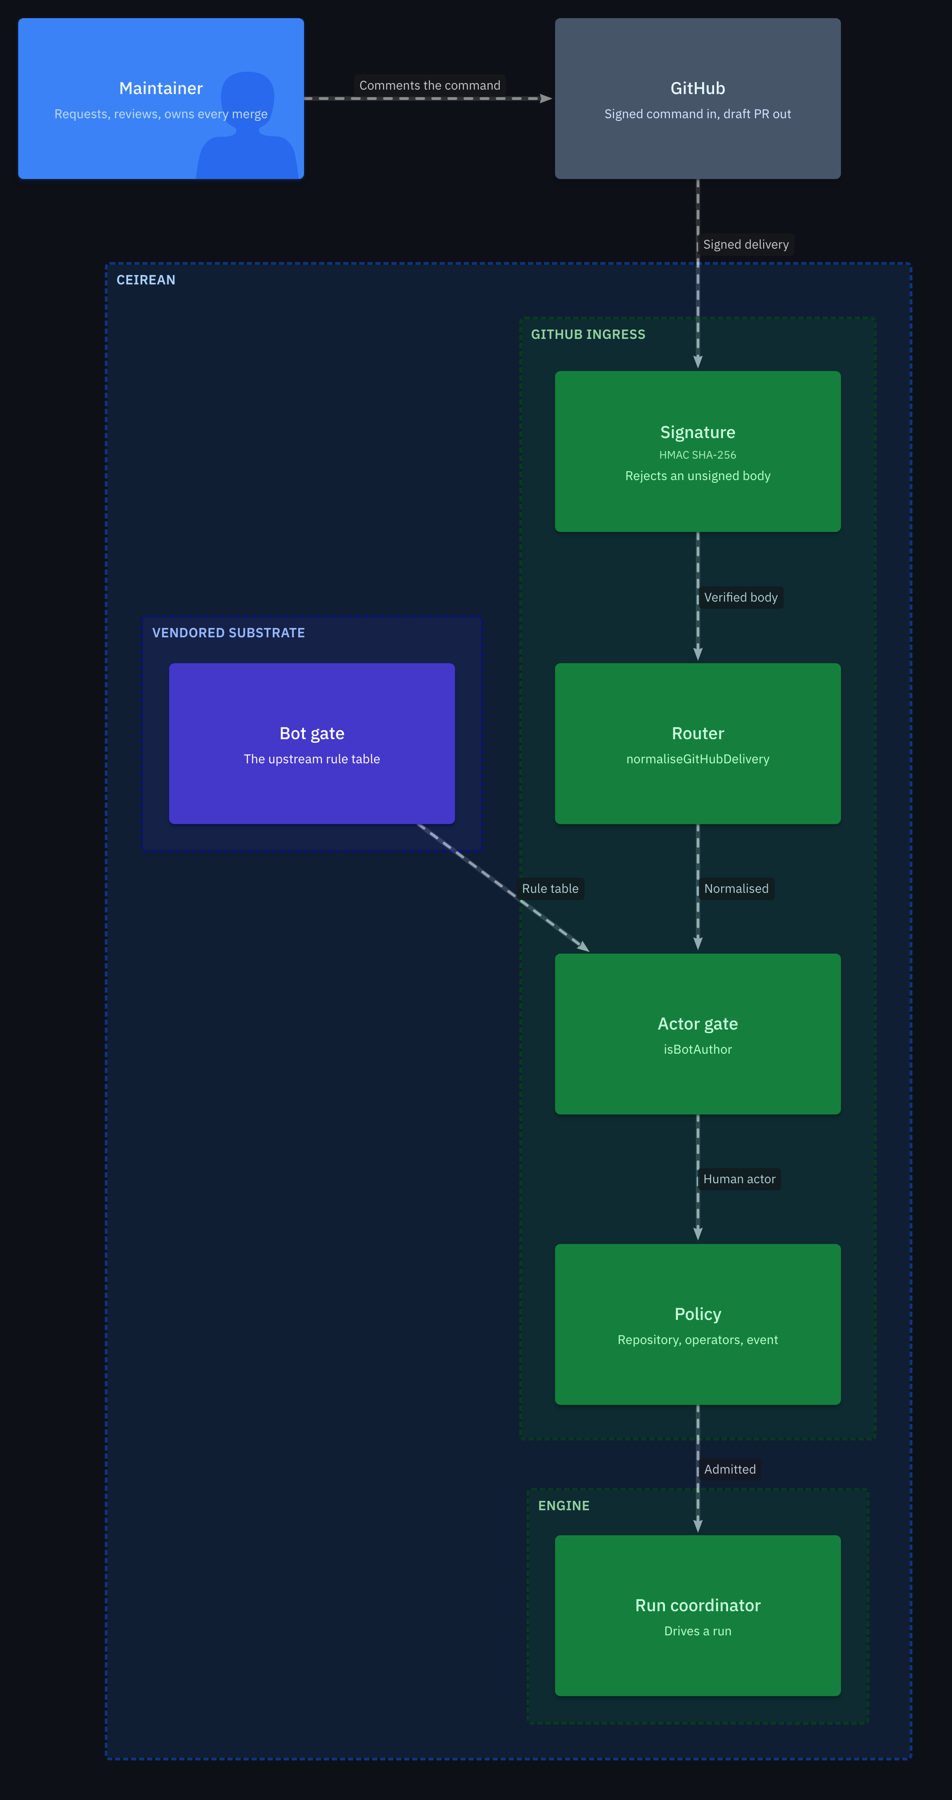 Maintainer
Requests, reviews, owns every merge
Comments the command
GitHub
Signed command in, draft PR out
Signed delivery
CEIREAN
GITHUB INGRESS
Signature
HMAC SHA-256
Rejects an unsigned body
Verified body
VENDORED SUBSTRATE
Bot gate
The upstream rule table
Router
normaliseGitHubDelivery
Rule table
Normalised
Actor gate
isBotAuthor
Human actor
Policy
Repository, operators, event
Admitted
ENGINE
Run coordinator
Drives a run